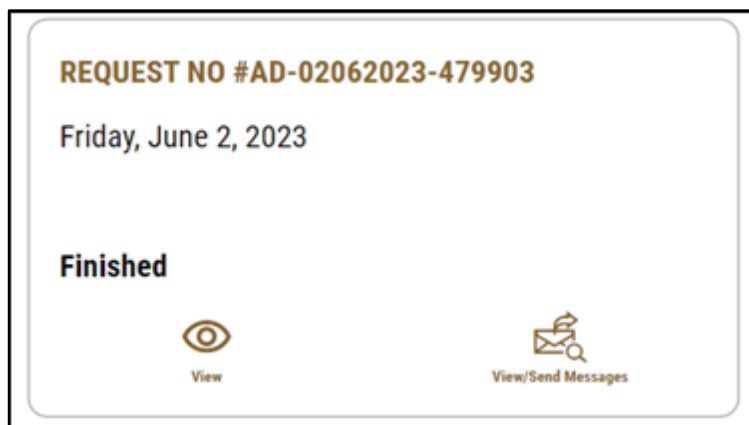 REQUEST NO #AD-02062023-479903
Friday, June 2, 2023
Finished
View
View/Send Messages